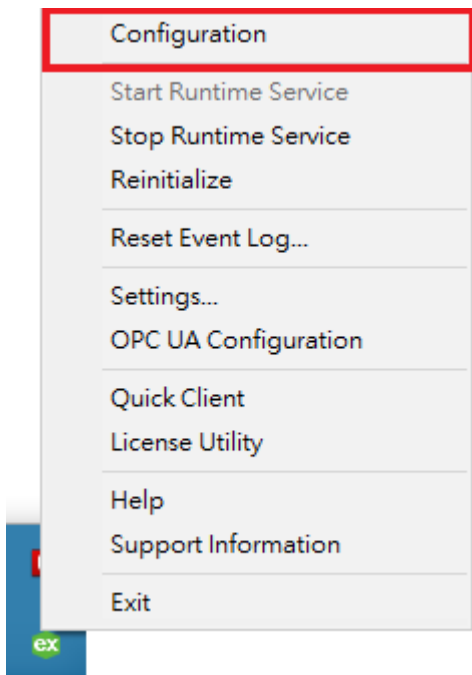 Configuration
Start Runtime Service
Stop Runtime Service
Reinitialize
Reset Event Log...
Settings...
OPC UA Configuration
Quick Client
License Utility
Help
Support Information
Exit
ex